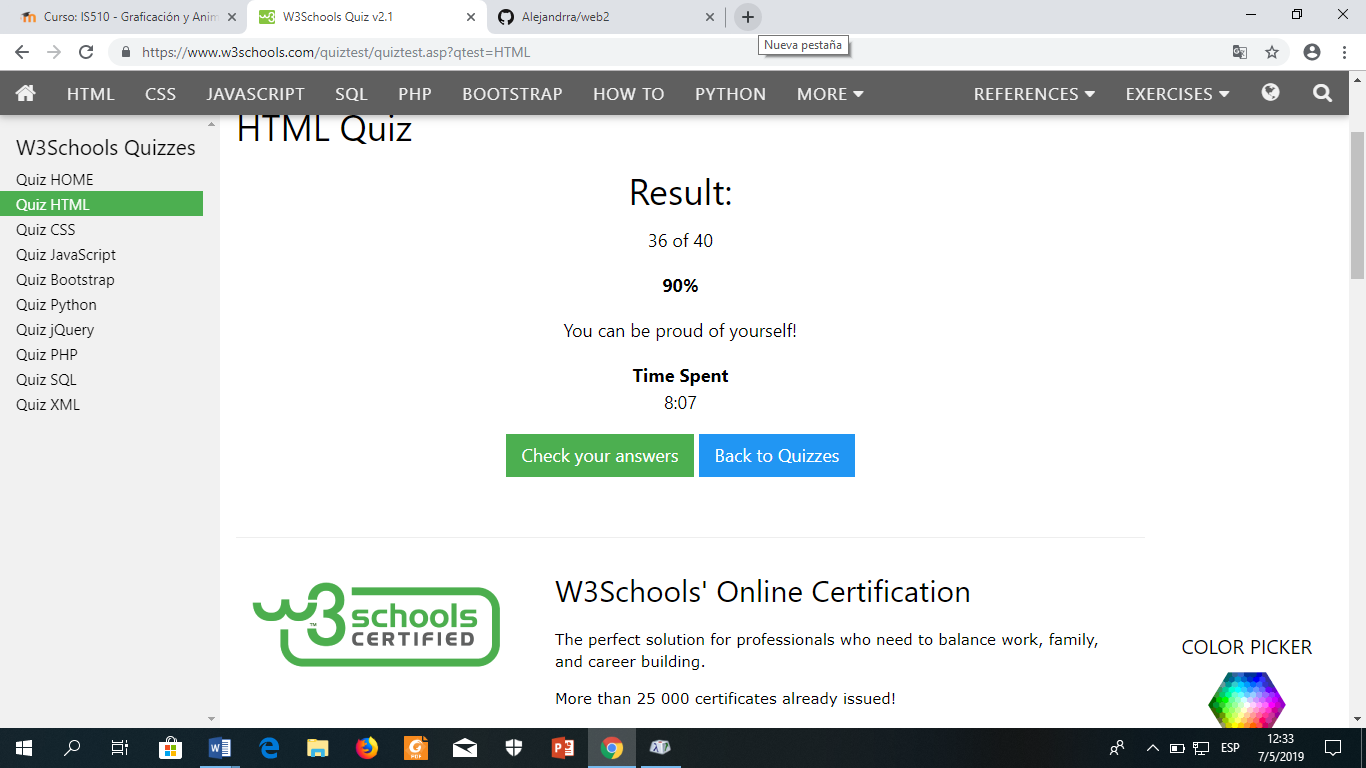 Curso: IS510 - Graficación y Anim
W3Schools Quiz v2.1
Alejandrra/web2
Nueva pestaña
https://www.w3schools.com/quiztest/quiztest.asp?qtest=HTML
HTML CSS JAVASCRIPT SQL PHP BOOTSTRAP HOW TO PYTHON MORE REFERENCES EXERCISES
W3Schools Quizzes
Quiz HOME
Quiz HTML
Quiz CSS
Quiz JavaScript
Quiz Bootstrap
Quiz Python
Quiz jQuery
Quiz PHP
Quiz SQL
Quiz XML
HTML Quiz
Result:
36 of 40
90%
You can be proud of yourself!
Time Spent
8:07
Check your answers Back to Quizzes
w3schools
™
CERTIFIED
W3Schools' Online Certification
The perfect solution for professionals who need to balance work, family,
and career building.
More than 25 000 certificates already issued!
COLOR PICKER
ESP
12:33
7/5/2019